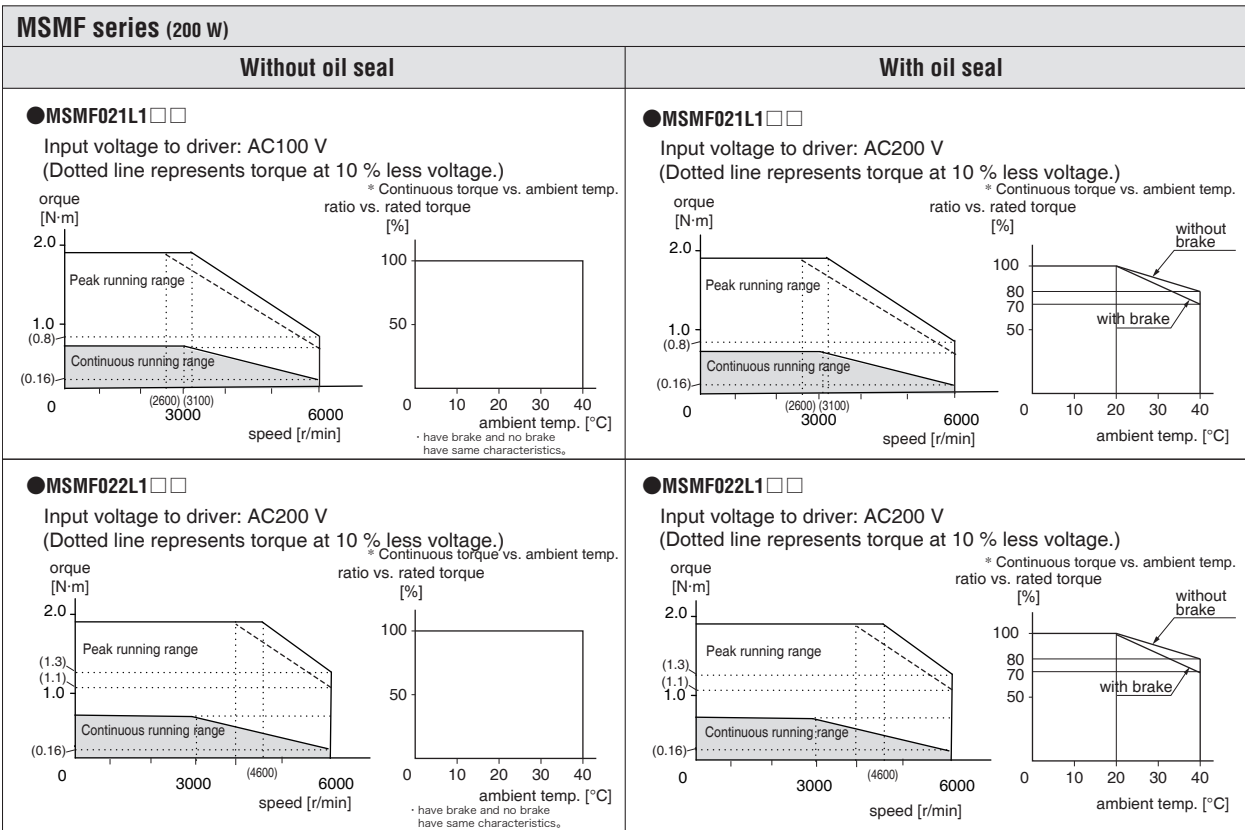 MSMF series (200 W)
Without oil seal
With oil seal
●MSMF021L1□□
Input voltage to driver: AC100 V
(Dotted line represents torque at 10 % less voltage.)
* Continuous torque vs. ambient temp.
orque
[N·m]
ratio vs. rated torque
[%]
2.0
Peak running range
1.0
(0.8)
Continuous running range
(0.16)
0
(2600) (3100)
3000
6000
speed [r/min]
100
50
0 10 20 30 40
ambient temp. [°C]
· have brake and no brake
have same characteristics。
●MSMF021L1□□
Input voltage to driver: AC200 V
(Dotted line represents torque at 10 % less voltage.)
* Continuous torque vs. ambient temp.
orque
[N·m]
ratio vs. rated torque
[%]
2.0
Peak running range
1.0
(0.8)
Continuous running range
(0.16)
0
(2600) (3100)
3000
6000
speed [r/min]
without
brake
100
80
70
with brake
50
0 10 20 30 40
ambient temp. [°C]
●MSMF022L1□□
Input voltage to driver: AC200 V
(Dotted line represents torque at 10 % less voltage.)
* Continuous torque vs. ambient temp.
orque
[N·m]
ratio vs. rated torque
[%]
2.0
Peak running range
(1.3)
(1.1)
1.0
Continuous running range
(0.16)
0
3000
(4600)
6000
speed [r/min]
100
50
0 10 20 30 40
ambient temp. [°C]
· have brake and no brake
have same characteristics。
●MSMF022L1□□
Input voltage to driver: AC200 V
(Dotted line represents torque at 10 % less voltage.)
* Continuous torque vs. ambient temp.
orque
[N·m]
ratio vs. rated torque
[%]
2.0
Peak running range
(1.3)
(1.1)
1.0
Continuous running range
(0.16)
0
3000
(4600)
6000
speed [r/min]
without
brake
100
80
70
with brake
50
0 10 20 30 40
ambient temp. [°C]